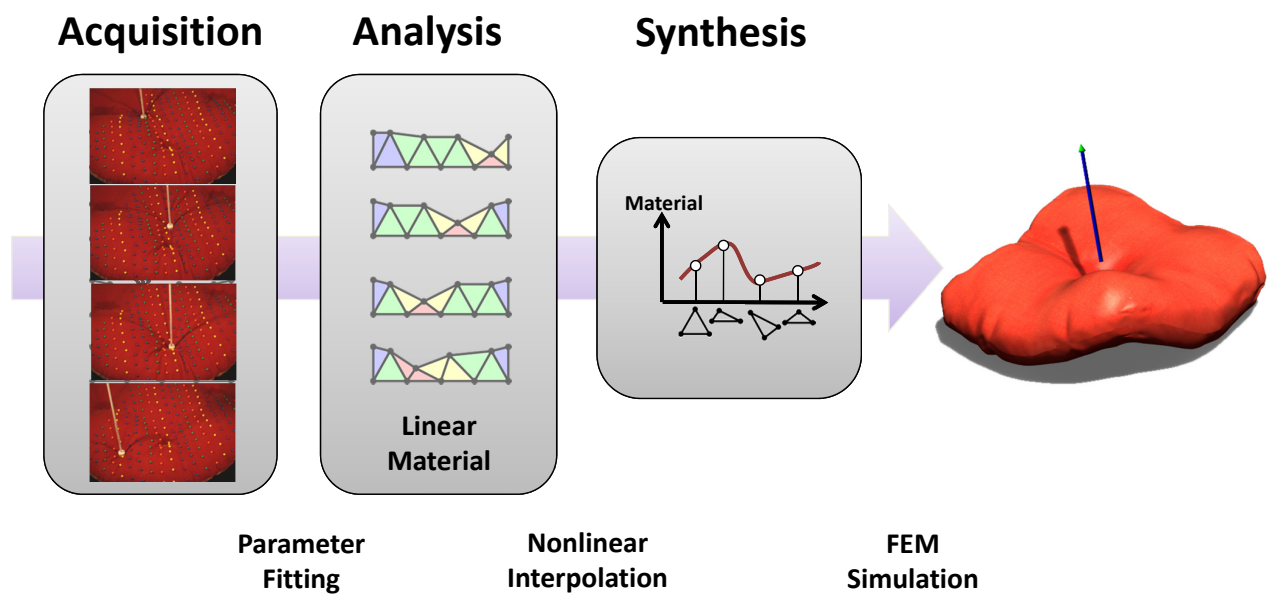 Acquisition
Analysis
Synthesis
Material
Linear
Material
Parameter
Fitting
Nonlinear
Interpolation
FEM
Simulation